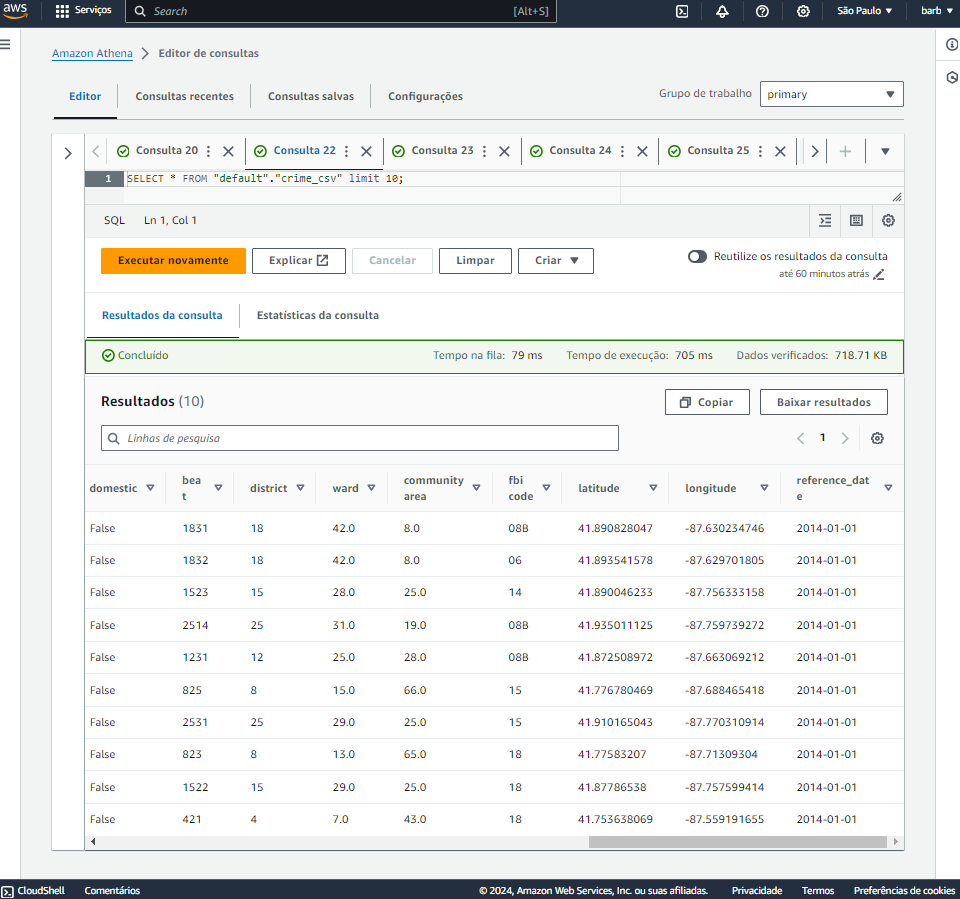 aws
Serviços
Search
[Alt+S]
São Paulo
barb
Amazon Athena
Editor de consultas
Editor
Consultas recentes
Consultas salvas
Configurações
Grupo de trabalho
primary
Consulta 20
Consulta 22
Consulta 23
Consulta 24
Consulta 25
1
SELECT * FROM "default"."crime_csv" limit 10;
SQL
Ln 1, Col 1
Executar novamente
Explicar
Cancelar
Limpar
Criar
Reutilize os resultados da consulta
até 60 minutos atrás
Resultados da consulta
Estatísticas da consulta
Concluído
Tempo na fila: 79 ms
Tempo de execução: 705 ms
Dados verificados: 718.71 KB
Resultados (10)
Copiar
Baixar resultados
Linhas de pesquisa
1
domestic
bea
t
district
ward
community
area
fbi
code
latitude
longitude
reference_dat
e
False 1831 18 42.0 8.0 08B 41.890828047 -87.630234746 2014-01-01
False 1832 18 42.0 8.0 06 41.893541578 -87.629701805 2014-01-01
False 1523 15 28.0 25.0 14 41.890046233 -87.756333158 2014-01-01
False 2514 25 31.0 19.0 08B 41.935011125 -87.759739272 2014-01-01
False 1231 12 25.0 28.0 08B 41.872508972 -87.663069212 2014-01-01
False 825 8 15.0 66.0 15 41.776780469 -87.688465418 2014-01-01
False 2531 25 29.0 25.0 15 41.910165043 -87.770310914 2014-01-01
False 823 8 13.0 65.0 18 41.77583207 -87.71309304 2014-01-01
False 1522 15 29.0 25.0 18 41.87786538 -87.757599414 2014-01-01
False 421 4 7.0 43.0 18 41.753638069 -87.559191655 2014-01-01
CloudShell
Comentários
© 2024, Amazon Web Services, Inc. ou suas afiliadas.
Privacidade
Termos
Preferências de cookies